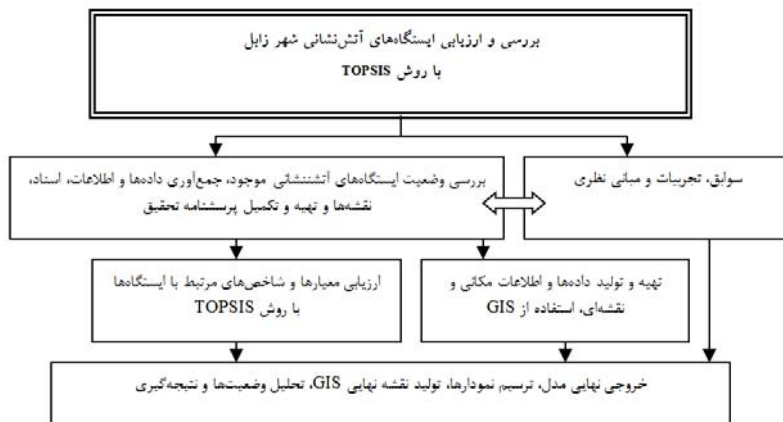 بررسی و ارزیابی ایستگاه‌های آتش‌نشانی شهر زابل
با روش TOPSIS
سوابق، تجربیات و مبانی نظری
بررسی وضعیت ایستگاه‌های آتشنشانی موجود، جمع‌آوری داده‌ها و اطلاعات، اسناد،
نقشه‌ها و تهیه و تکمیل پرسشنامه تحقیق
تهیه و تولید داده‌ها و اطلاعات مکانی و
نقشه‌ای، استفاده از GIS
ارزیابی معیارها و شاخص‌های مرتبط با ایستگاه‌ها
با روش TOPSIS
خروجی نهایی مدل، ترسیم نمودارها، تولید نقشه نهایی GIS، تحلیل وضعیت‌ها و نتیجه‌گیری